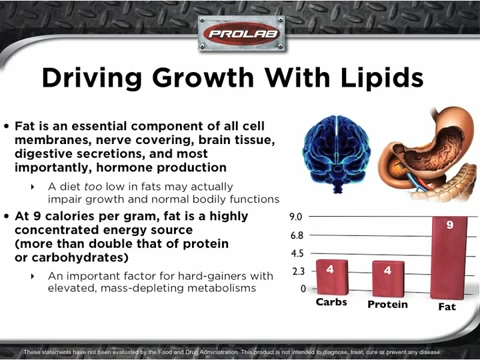 PROLAB
Driving Growth With Lipids
• Fat is an essential component of all cell
membranes, nerve covering, brain tissue,
digestive secretions, and most
importantly, hormone production
A diet too low in fats may actually
impair growth and normal bodily functions
• At 9 calories per gram, fat is a highly
concentrated energy source
(more than double that of protein
or carbohydrates)
An important factor for hard-gainers with
elevated, mass-depleting metabolisms
9.0
6.8
4.5
2.3
0
4
4
9
Carbs
Protein
Fat
These statements have not been evaluated by the Food and Drug Administration. This product is not intended to diagnose, treat, cure or prevent any disease.